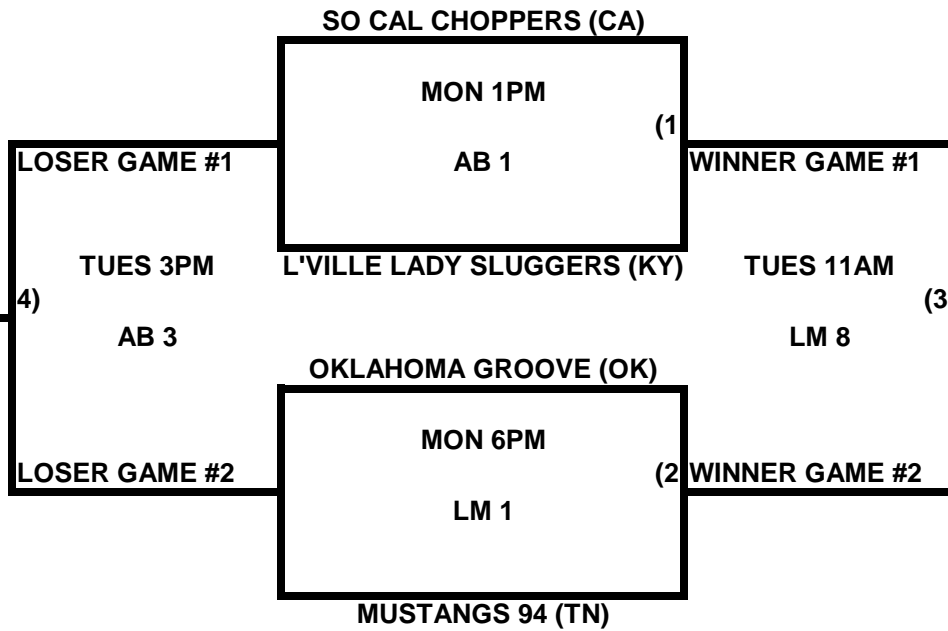 SO CAL CHOPPERS (CA)
MON 1PM
(1
LOSER GAME #1
AB 1
WINNER GAME #1
TUES 3PM
L'VILLE LADY SLUGGERS (KY)
TUES 11AM
4)
(3
AB 3
LM 8
OKLAHOMA GROOVE (OK)
MON 6PM
LOSER GAME #2
(2
WINNER GAME #2
LM 1
MUSTANGS 94 (TN)